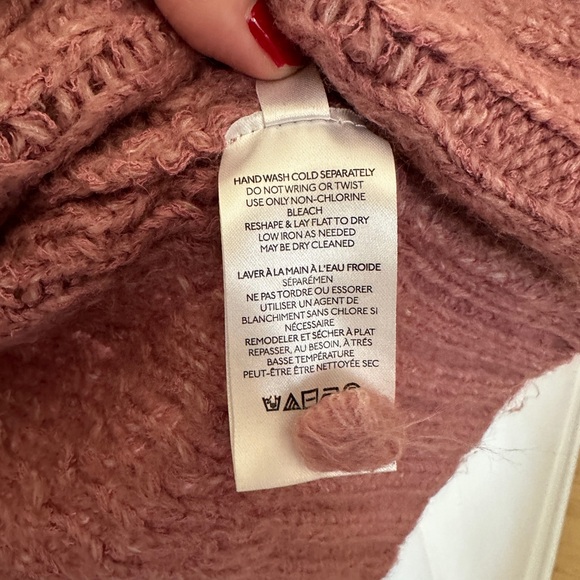 HAND WASH COLD SEPARATELY
DO NOT WRING OR TWIST
USE ONLY NON-CHLORINE
BLEACH
RESHAPE & LAY FLAT TO DRY
LOW IRON AS NEEDED
MAY BE DRY CLEANED
LAVER À LA MAIN À L'EAU FROIDE
SÉPARÉMEN
NE PAS TORDRE OU ESSORER
UTILISER UN AGENT DE
BLANCHIMENT SANS CHLORE SI
NÉCESSAIRE
REMODELER ET SÉCHER À PLAT
REPASSER, AU BESOIN, À TRÉS
BASSE TEMPÉRATURE
PEUT-ÊTRE ÊTRE NETTOYÉE SEC